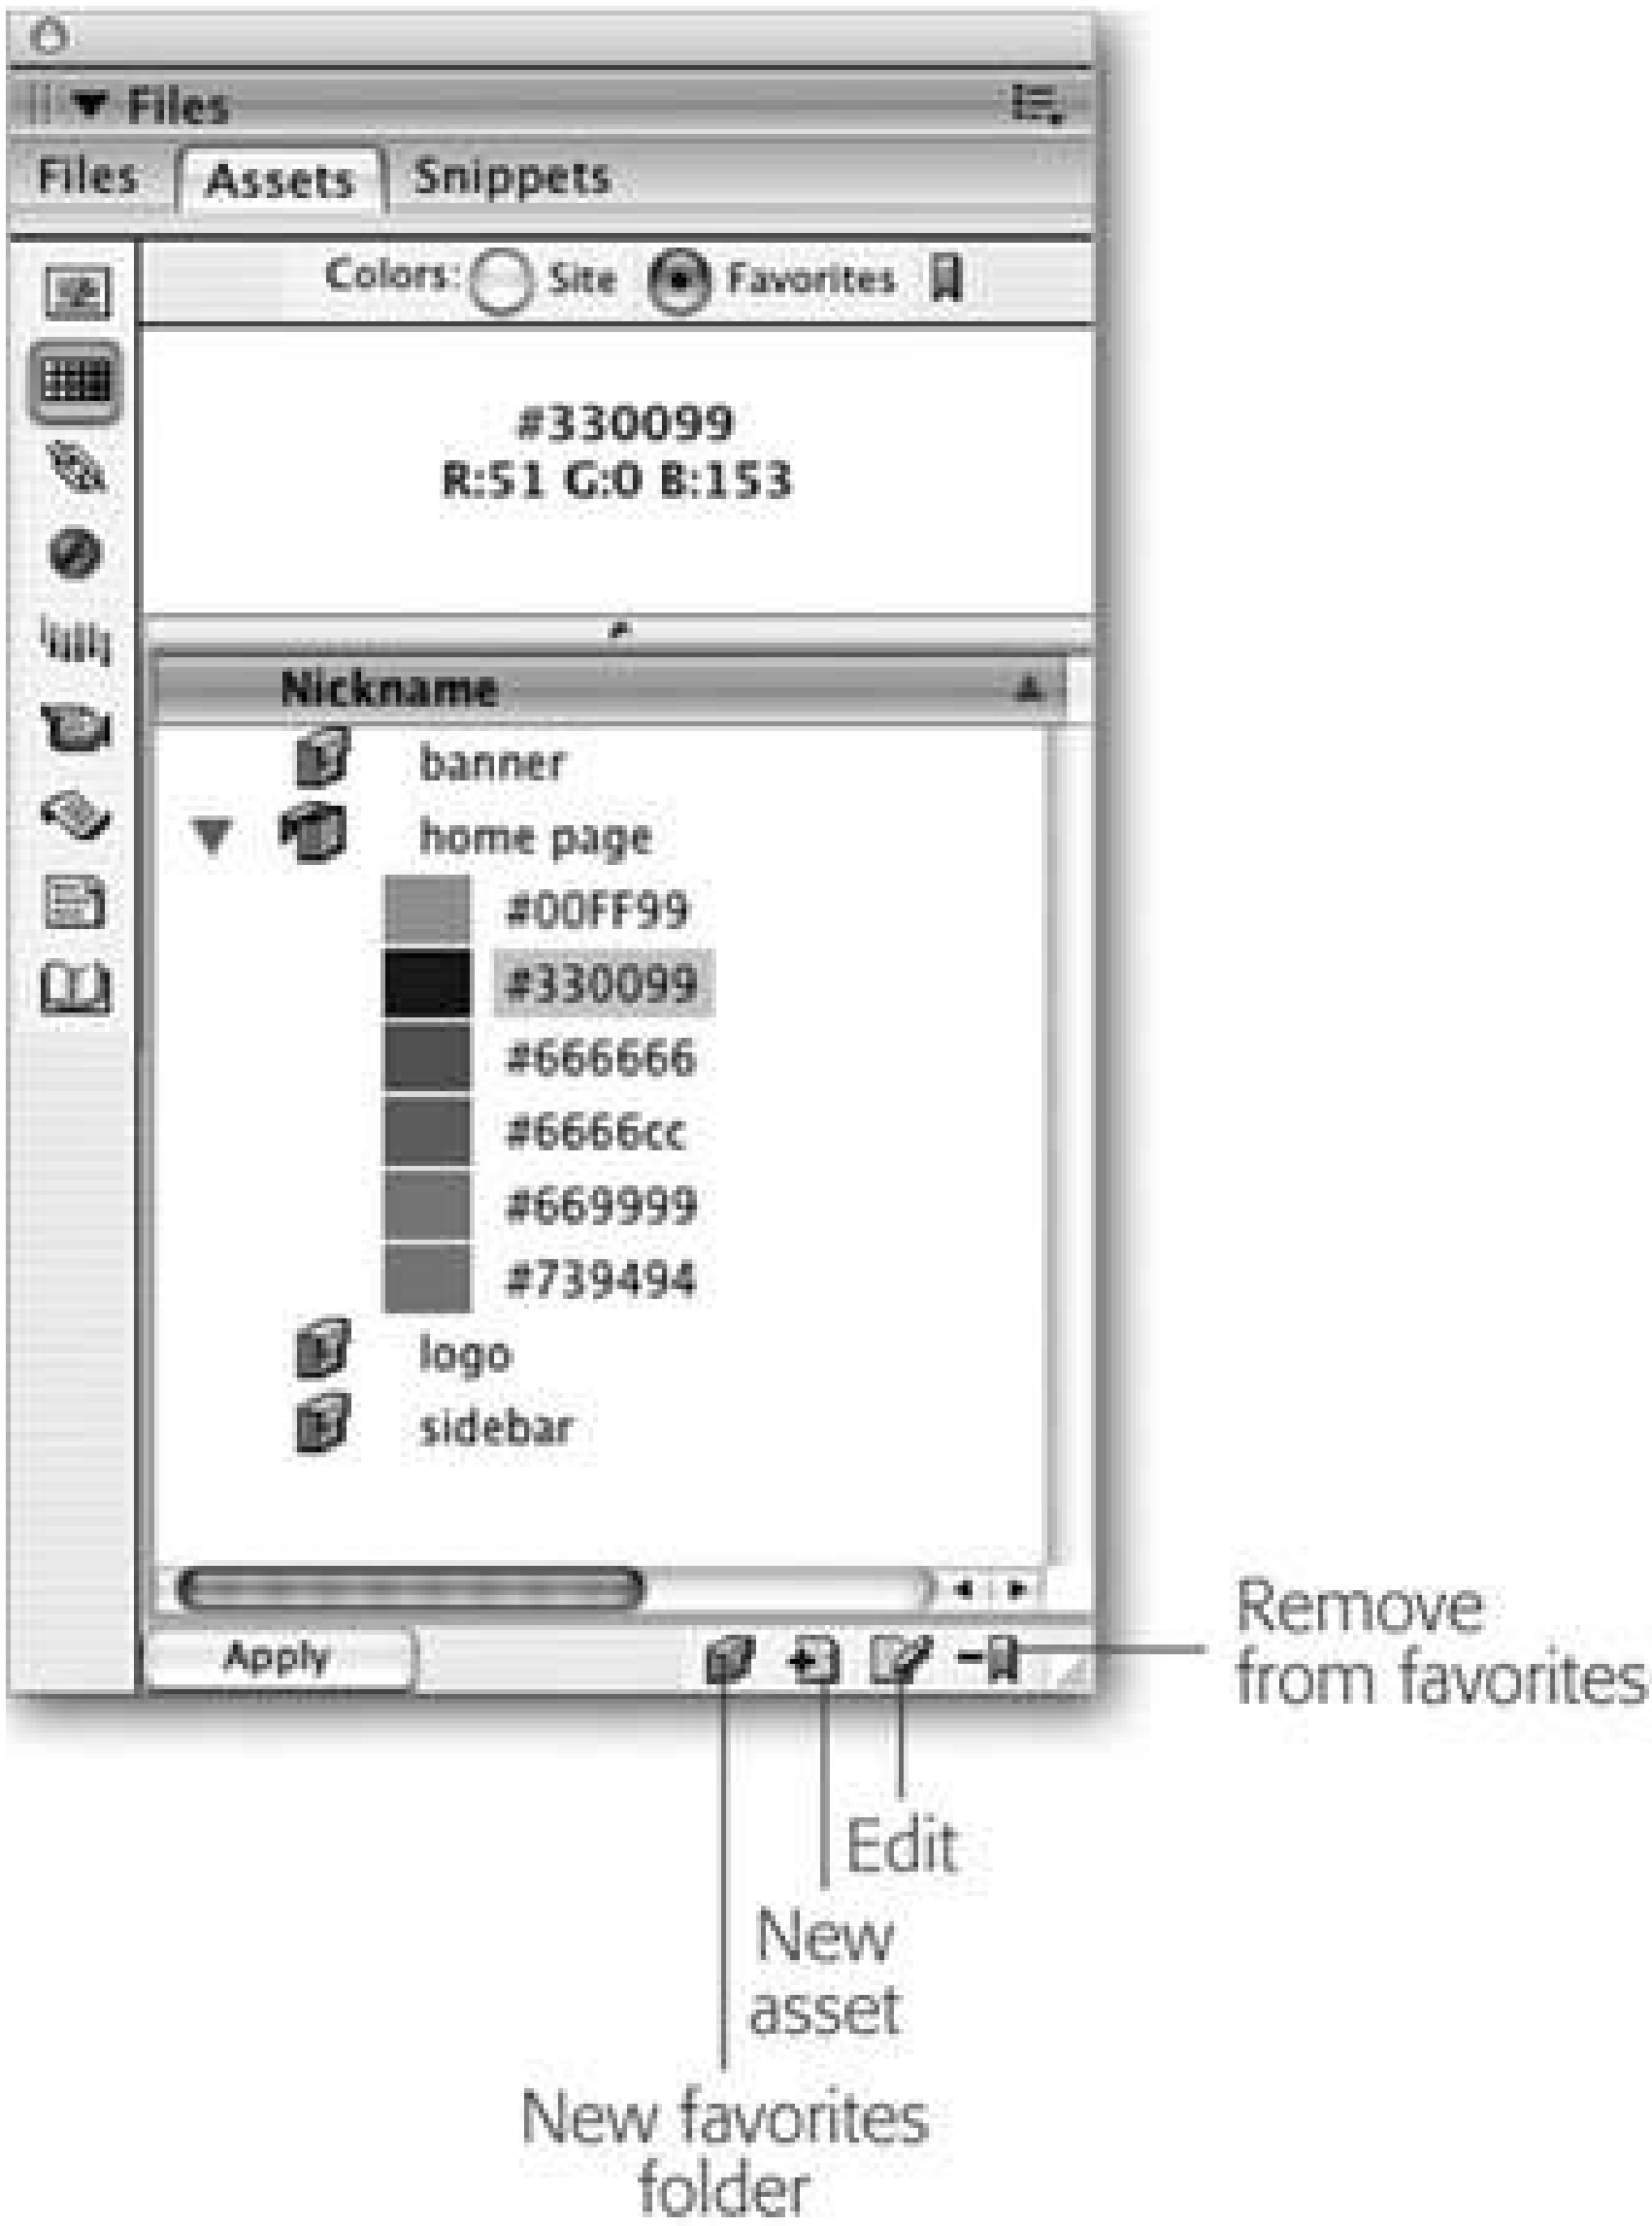 Files
Files Assets Snippets
Colors: Site Favorites
#330099
R:51 G:0 B:153
Nickname
banner
home page
#00FF99
#330099
#666666
#6666cc
#669999
#739494
logo
sidebar
Apply
Remove
from favorites
Edit
New
asset
New favorites
folder